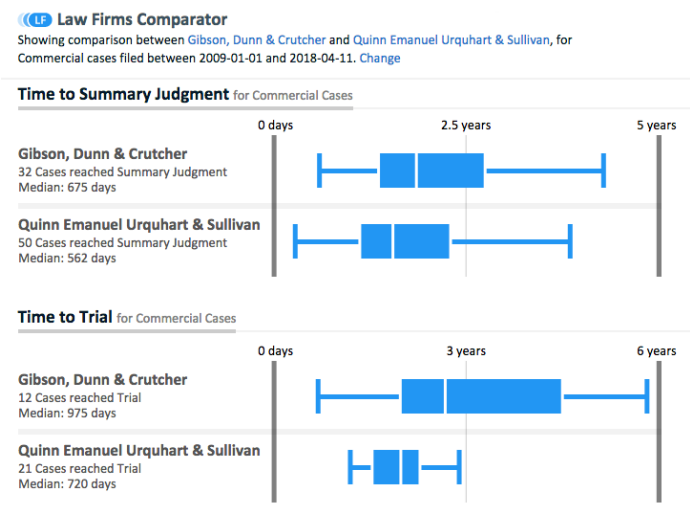 LF Law Firms Comparator
Showing comparison between Gibson, Dunn & Crutcher and Quinn Emanuel Urquhart & Sullivan, for
Commercial cases filed between 2009-01-01 and 2018-04-11. Change
Time to Summary Judgment for Commercial Cases
0 days 2.5 years 5 years
Gibson, Dunn & Crutcher
32 Cases reached Summary Judgment
Median: 675 days
Quinn Emanuel Urquhart & Sullivan
50 Cases reached Summary Judgment
Median: 562 days
Time to Trial for Commercial Cases
0 days 3 years 6 years
Gibson, Dunn & Crutcher
12 Cases reached Trial
Median: 975 days
Quinn Emanuel Urquhart & Sullivan
21 Cases reached Trial
Median: 720 days